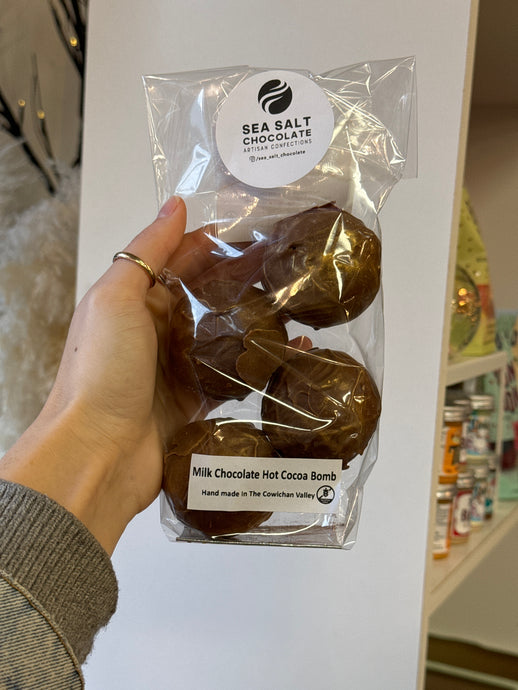 SEA SALT
CHOCOLATE
ARTISAN CONFECTIONS
/sea_salt_chocolate
Milk Chocolate Hot Cocoa Bomb
Hand made in The Cowichan Valley